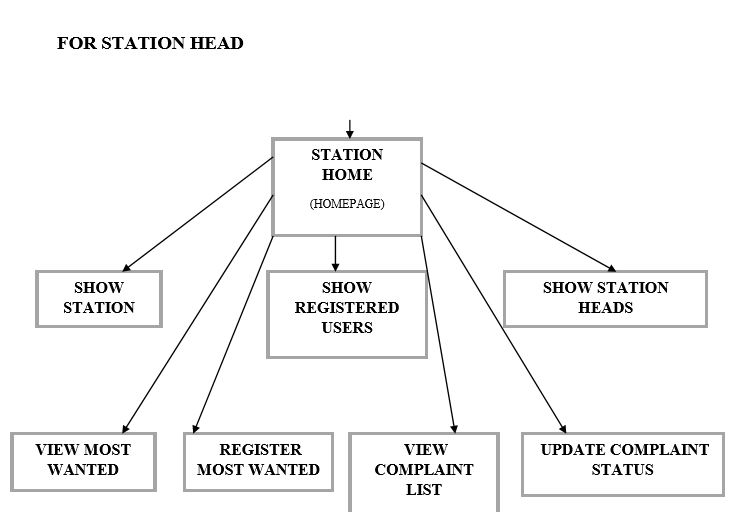 FOR STATION HEAD
STATION
HOME
(HOMEPAGE)
SHOW
STATION
SHOW
REGISTERED
USERS
SHOW STATION
HEADS
VIEW MOST
WANTED
REGISTER
MOST WANTED
VIEW
COMPLAINT
LIST
UPDATE COMPLAINT
STATUS